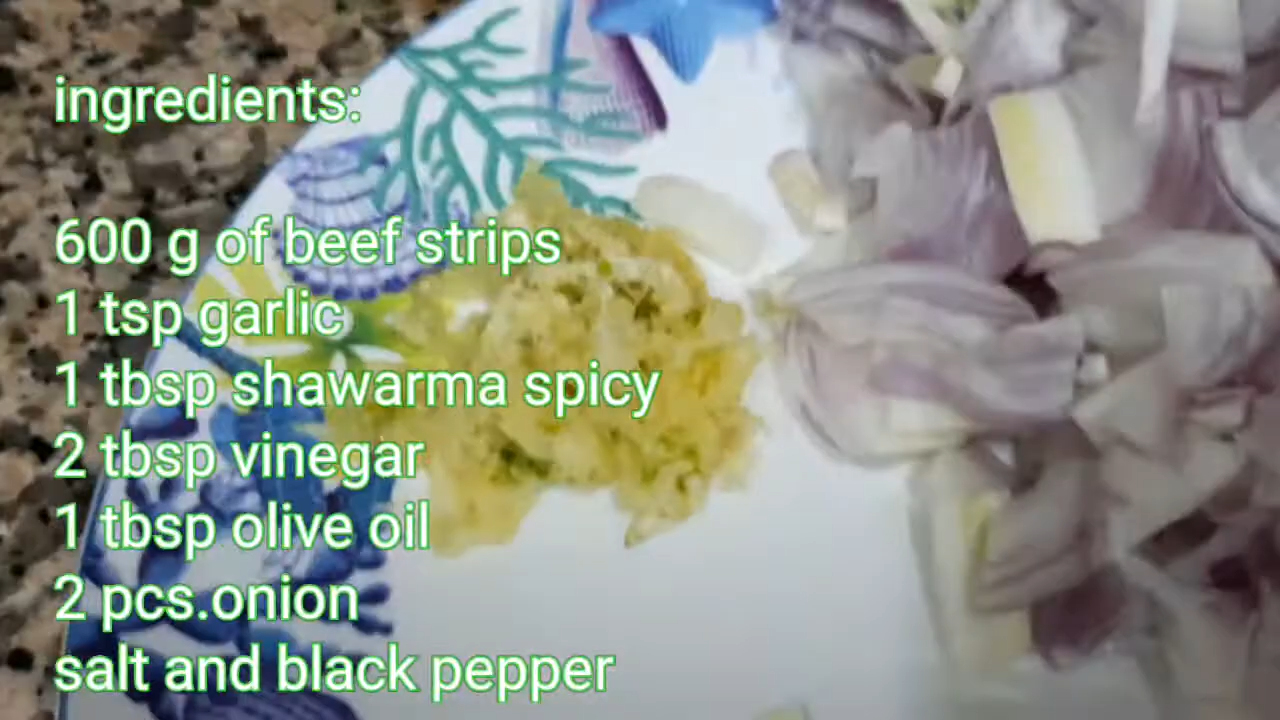 ingredients:
600 g of beef strips
1 tsp garlic
1 tbsp shawarma spicy
2 tbsp vinegar
1 tbsp olive oil
2 pcs.onion
salt and black pepper